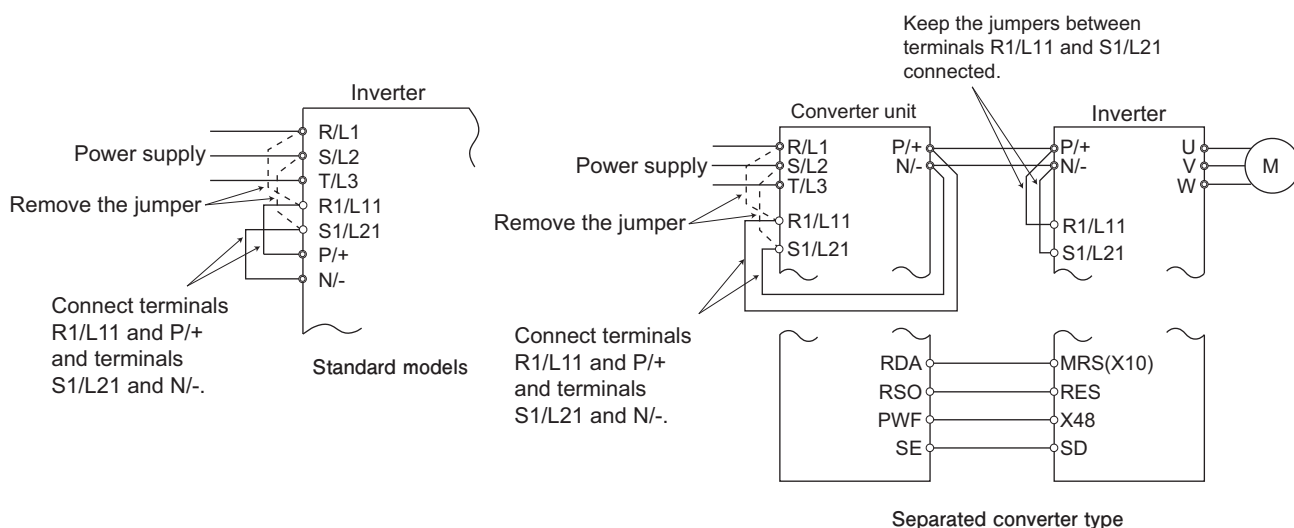 Inverter
Power supply
R/L1
S/L2
T/L3
R1/L11
S1/L21
P/+
N/-
Remove the jumper
Connect terminals
R1/L11 and P/+
and terminals
S1/L21 and N/-.
Standard models
Keep the jumpers between
terminals R1/L11 and S1/L21
connected.
Converter unit
Inverter
Power supply
R/L1
S/L2
T/L3
R1/L11
S1/L21
P/+
N/-
Remove the jumper
Connect terminals
R1/L11 and P/+
and terminals
S1/L21 and N/-.
P/+
N/-
R1/L11
S1/L21
U
V
W
M
RDA
RSO
PWF
SE
MRS(X10)
RES
X48
SD
Separated converter type